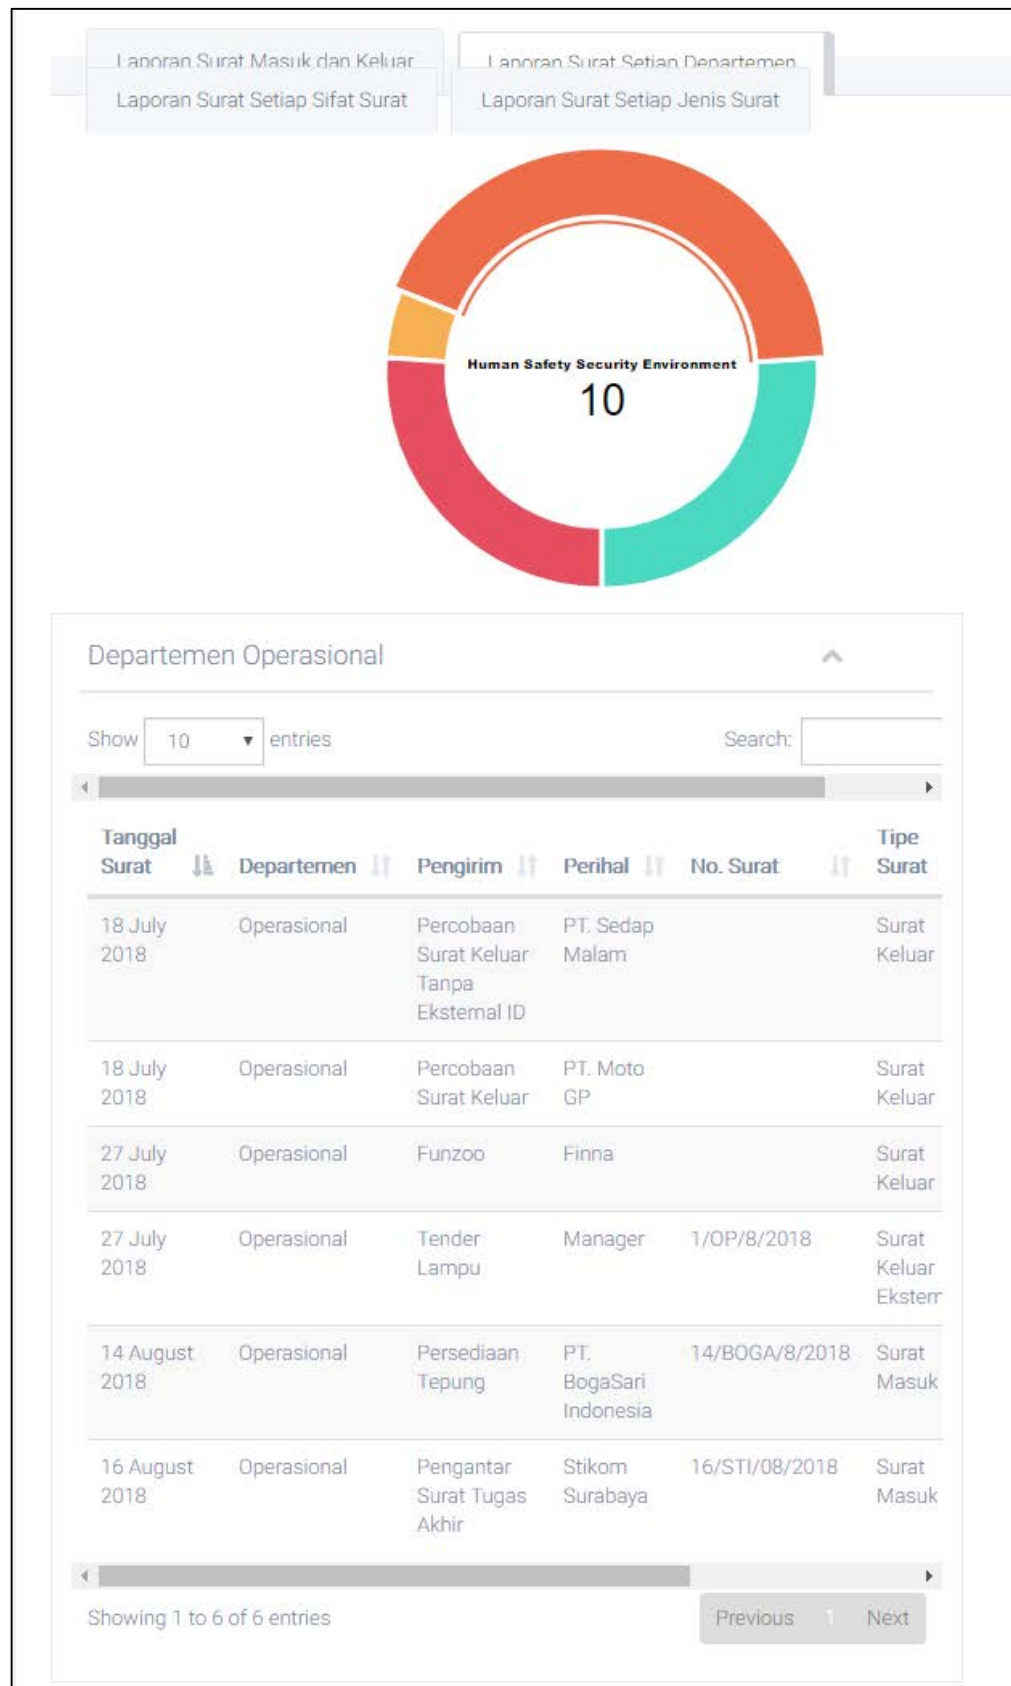 Laporan Surat Masuk dan Keluar
Laporan Surat Setiap Departemen
Laporan Surat Setiap Sifat Surat
Laporan Surat Setiap Jenis Surat
Human Safety Security Environment
10
Departemen Operasional
Show 10 entries
Search:
Tanggal Surat Departemen Pengirim Perihal No. Surat Tipe Surat
18 July 2018 Operasional Percobaan Surat Keluar Tanpa Eksternal ID PT. Sedap Malam Surat Keluar
18 July 2018 Operasional Percobaan Surat Keluar PT. Moto GP Surat Keluar
27 July 2018 Operasional Funzoo Finna Surat Keluar
27 July 2018 Operasional Tender Lampu Manager 1/OP/8/2018 Surat Keluar Ekstern
14 August 2018 Operasional Persediaan Tepung PT. BogaSari Indonesia 14/BOGA/8/2018 Surat Masuk
16 August 2018 Operasional Pengantar Surat Tugas Akhir Stikom Surabaya 16/STI/08/2018 Surat Masuk
Showing 1 to 6 of 6 entries
Previous 1 Next